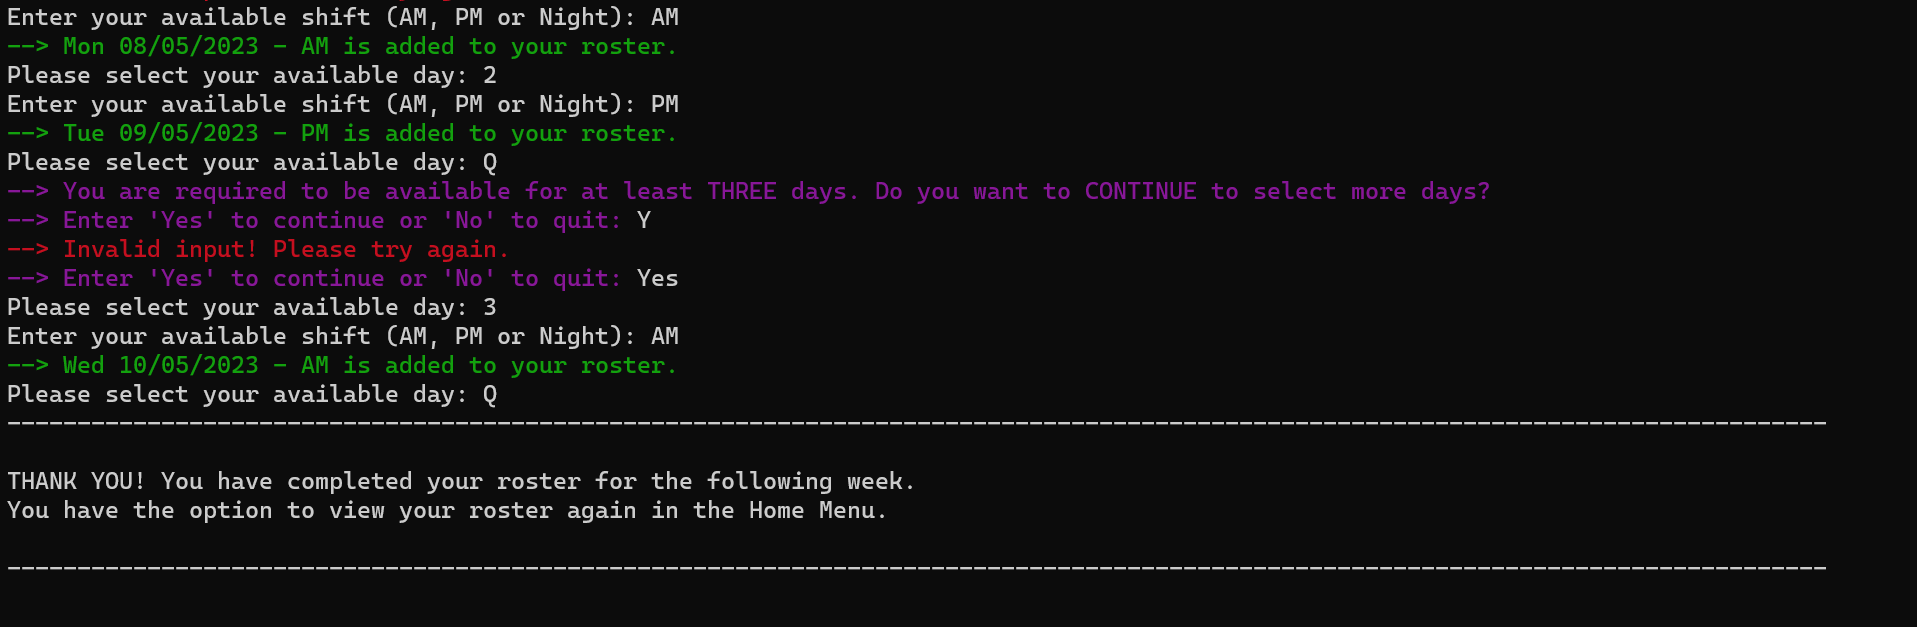 Enter your available shift (AM, PM or Night): AM
--> Mon 08/05/2023 - AM is added to your roster.
Please select your available day: 2
Enter your available shift (AM, PM or Night): PM
--> Tue 09/05/2023 - PM is added to your roster.
Please select your available day: Q
--> You are required to be available for at least THREE days. Do you want to CONTINUE to select more days?
--> Enter 'Yes' to continue or 'No' to quit: Y
--> Invalid input! Please try again.
--> Enter 'Yes' to continue or 'No' to quit: Yes
Please select your available day: 3
Enter your available shift (AM, PM or Night): AM
--> Wed 10/05/2023 - AM is added to your roster.
Please select your available day: Q
----------------------------------------------------------------------------------------------------------------------------------
THANK YOU! You have completed your roster for the following week.
You have the option to view your roster again in the Home Menu.
----------------------------------------------------------------------------------------------------------------------------------